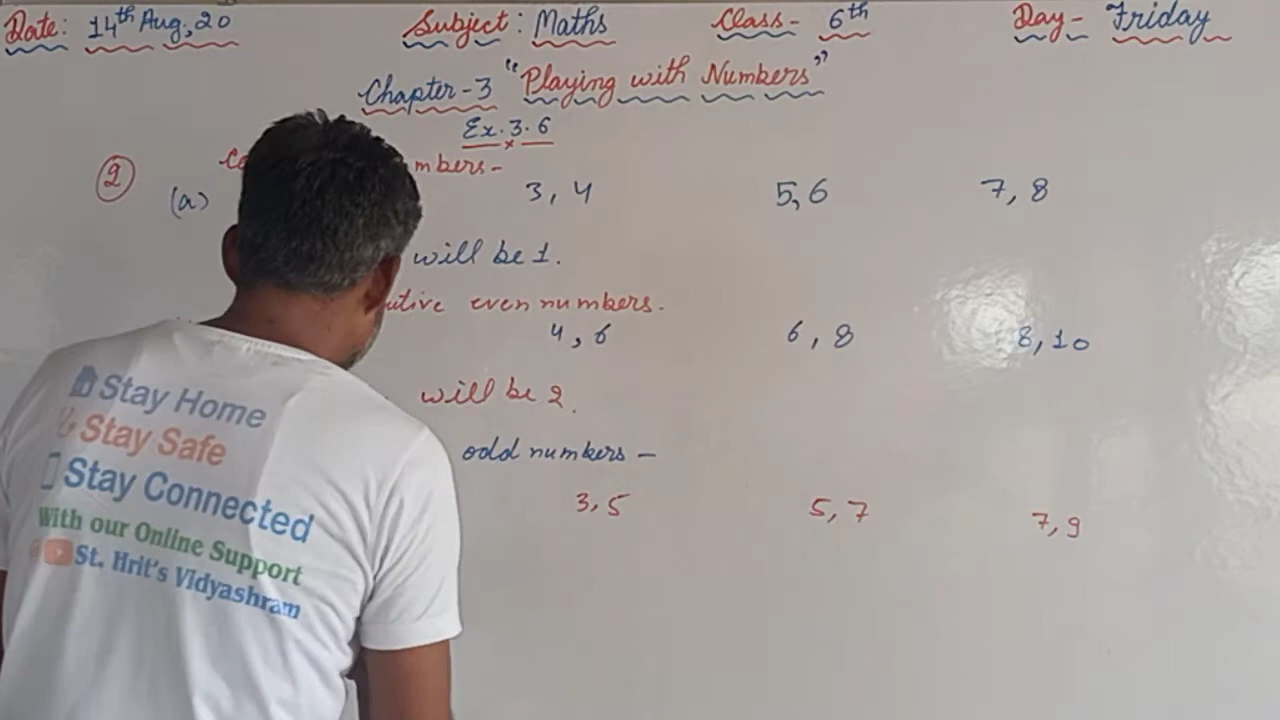 Date: 14th Aug, 20 Subject: Maths Class- 6th Day- Friday
Chapter-3 "Playing with Numbers"
Ex. 3.6
2 mbers-
(a) 3, 4 5, 6 7, 8
will be 1.
utive even numbers.
4, 6 6, 8 8, 10
will be 2.
odd numbers -
3, 5 5, 7 7, 9
Stay Home
Stay Safe
Stay Connected
With our Online Support
St. Hrit's Vidyashram